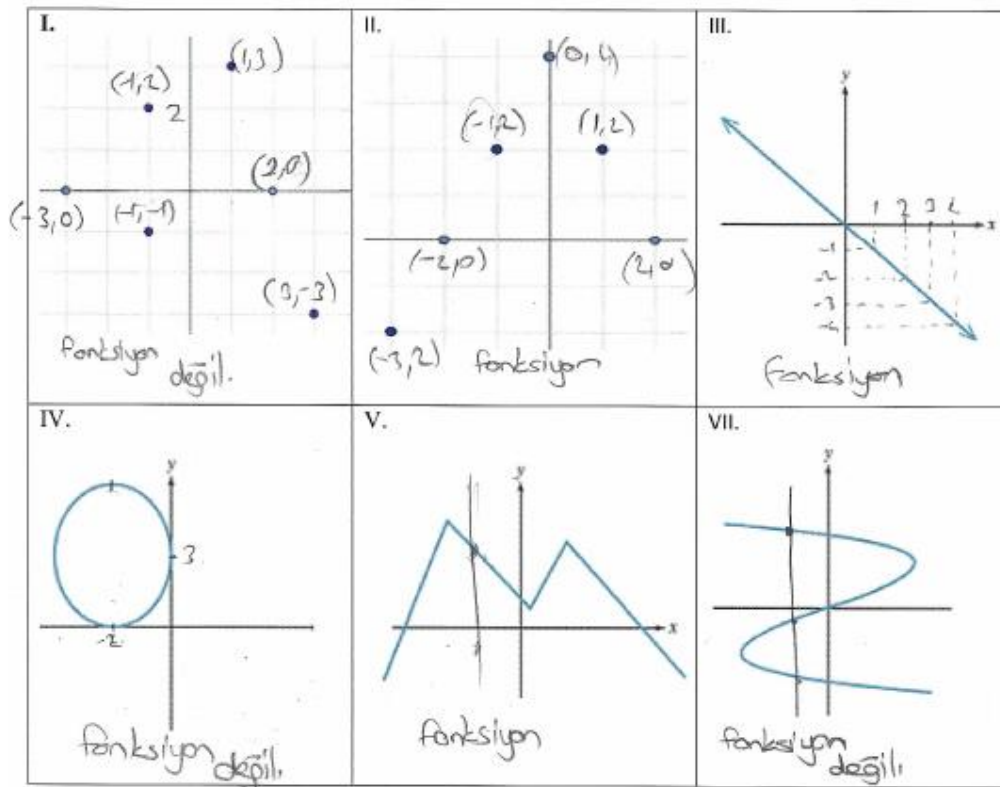 I.
(1,3)
(-1,2)
2
(2,0)
(-3,0)
(-1,-1)
(3,-3)
fonksiyon
değil.
II.
(0,4)
(-1,2) (1,2)
(-2,0) (2,0)
(-3,2)
fonksiyon
III.
y
1 2 3 4
x
-1
-2
-3
-4
fonksiyon
IV.
y
3
-2
fonksiyon
değil.
V.
y
x
fonksiyon
VII.
y
fonksiyon
değil